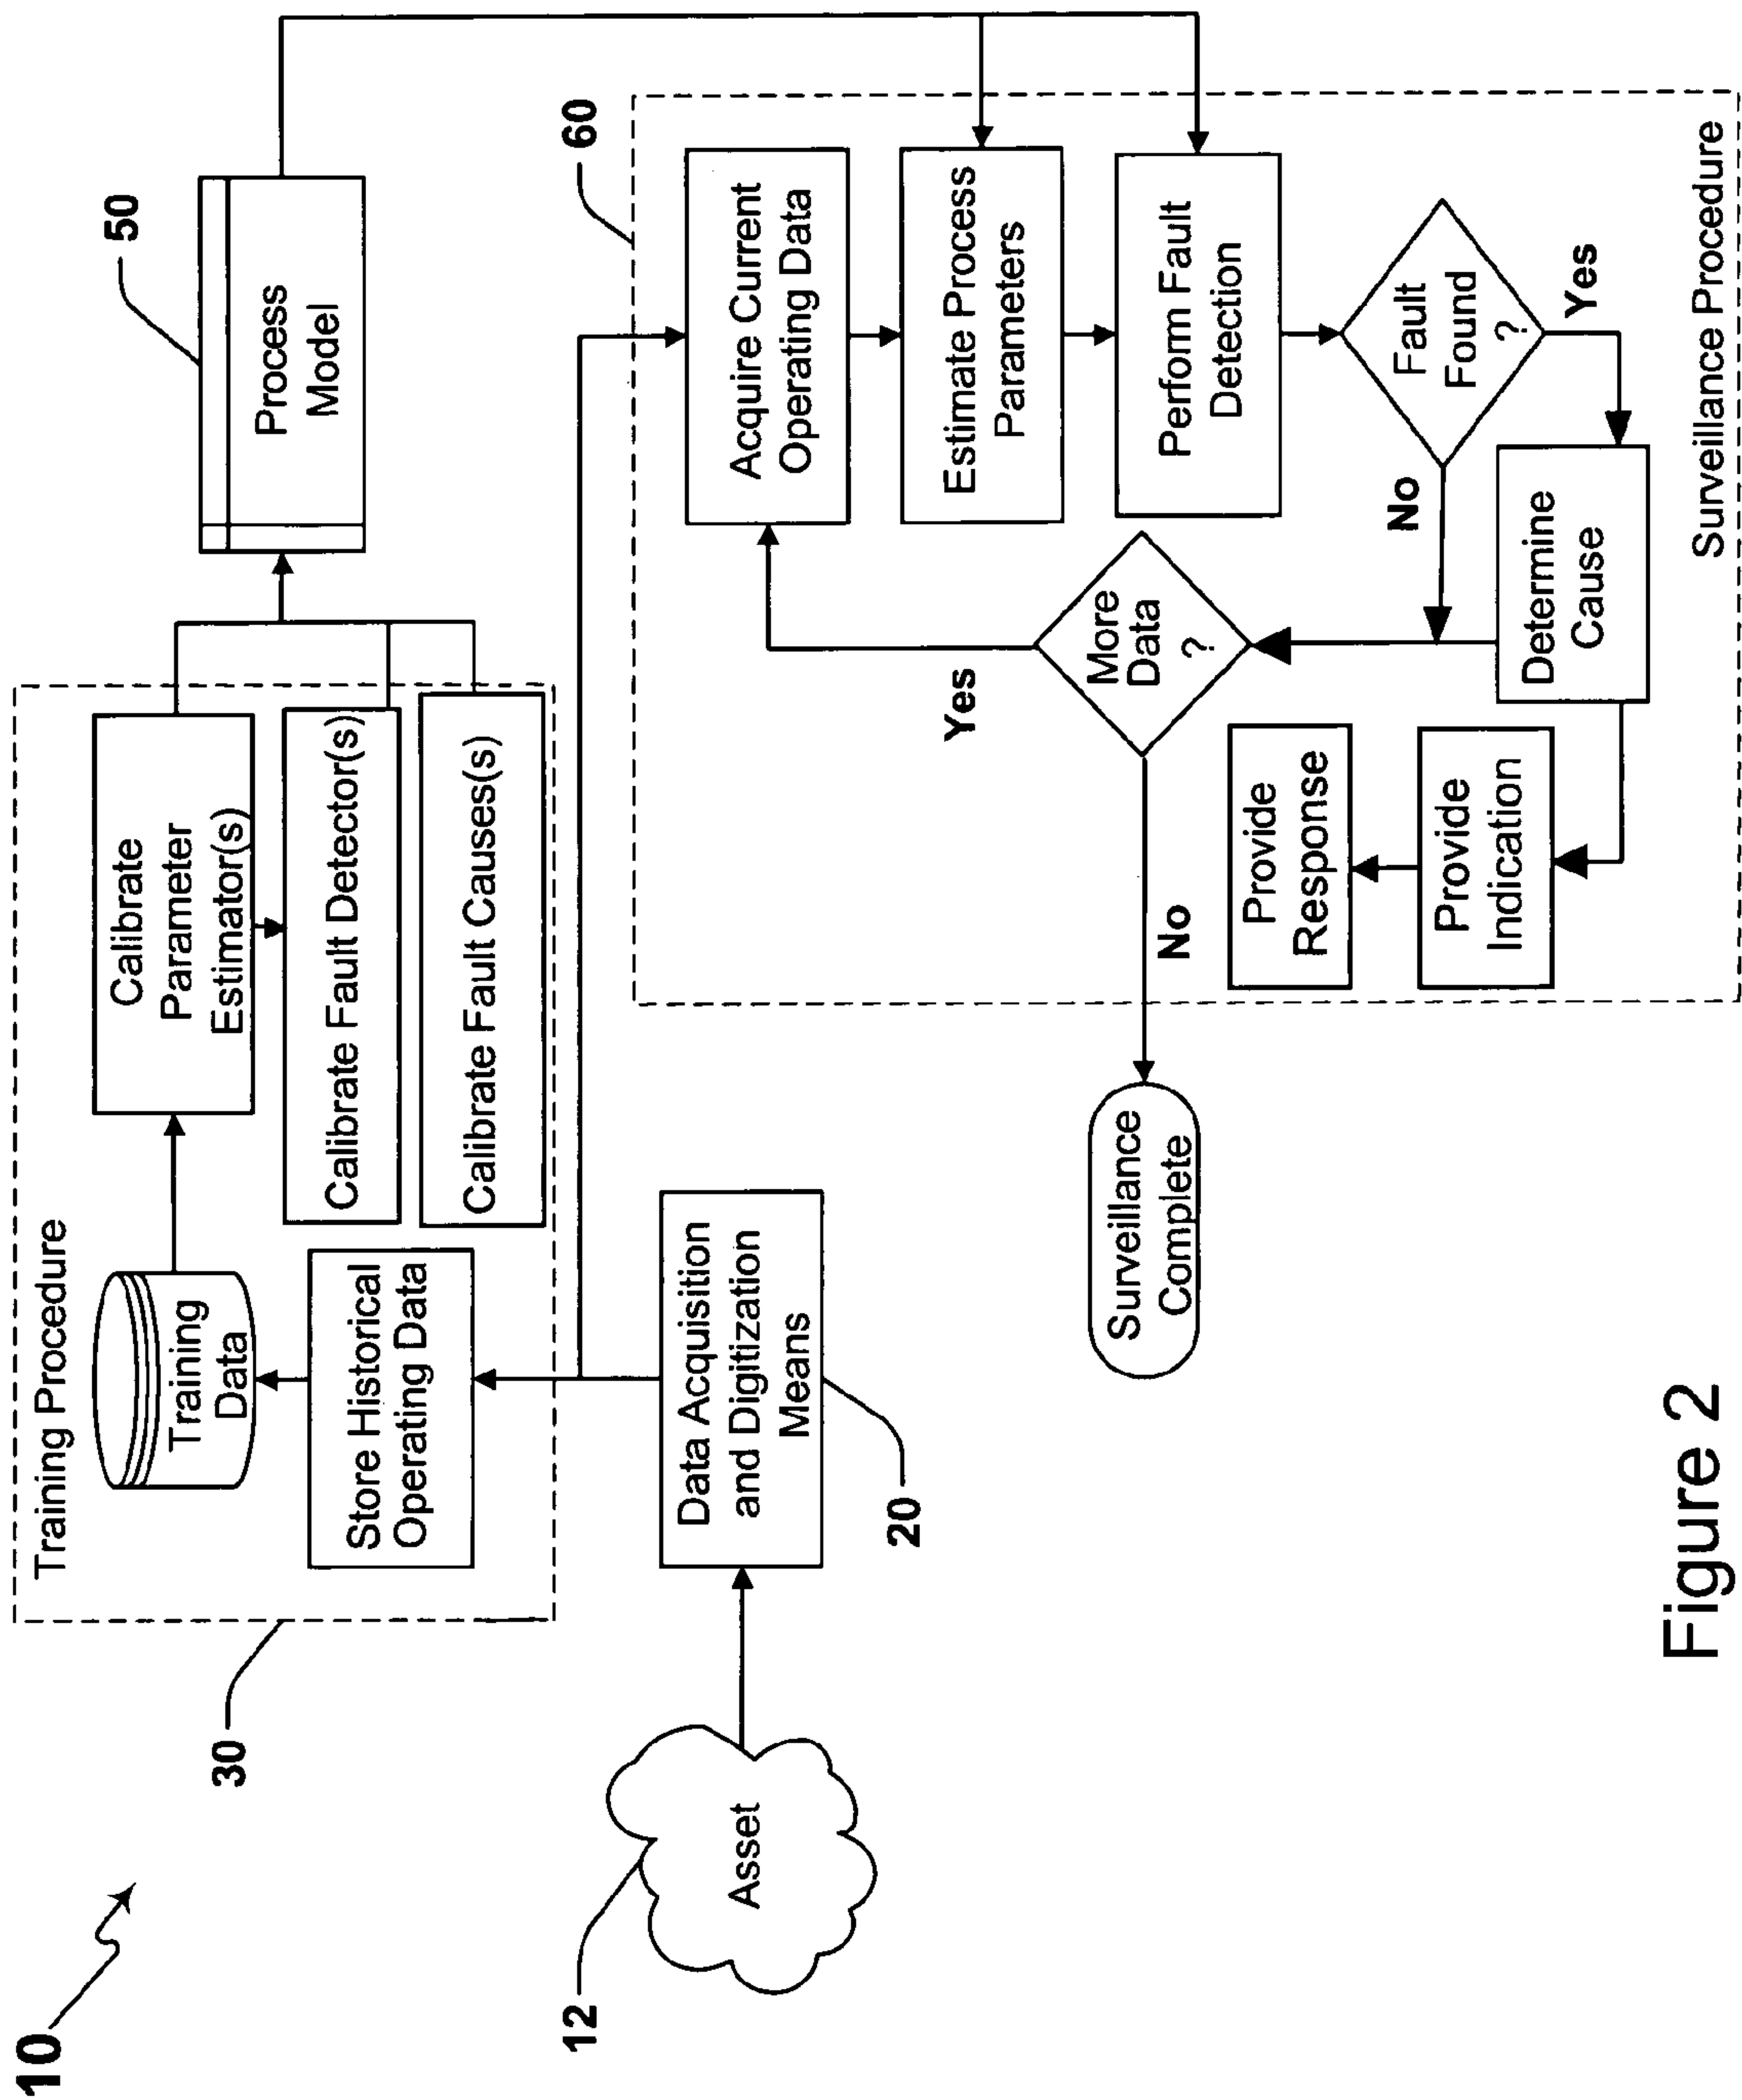 10
Training Procedure
30
Training
Data
Store Historical
Operating Data
Calibrate
Parameter
Estimator(s)
Calibrate Fault Detector(s)
Calibrate Fault Causes(s)
50
Process
Model
12
Asset
Data Acquisition
and Digitization
Means
20
60
Acquire Current
Operating Data
Estimate Process
Parameters
Perform Fault
Detection
Fault
Found
?
Yes
No
Determine
Cause
More
Data
?
Yes
No
Provide
Response
Provide
Indication
Surveillance
Complete
Surveillance Procedure
Figure 2